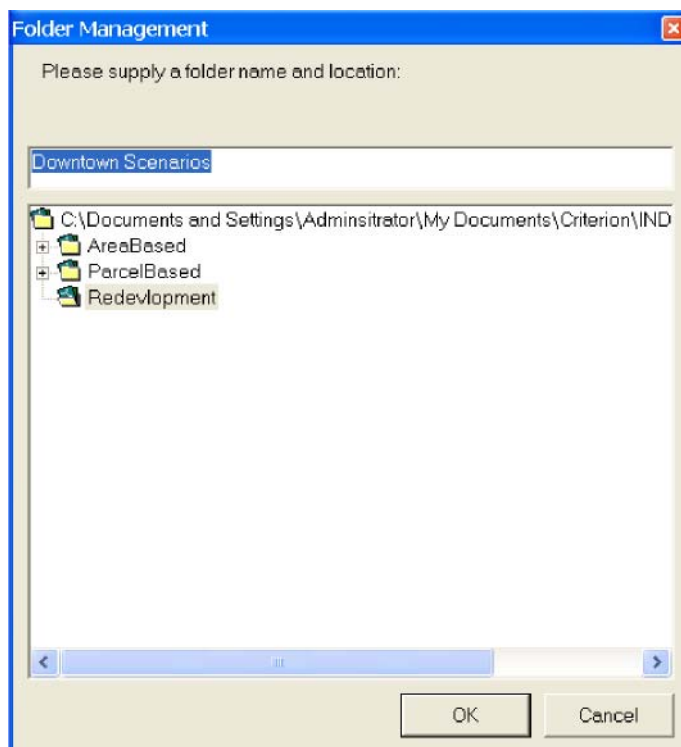 Folder Management
Please supply a folder name and location:
Downtown Scenarios
C:\Documents and Settings\Adminsitrator\My Documents\Criterion\IND
AreaBased
ParcelBased
Redevlopment
OK Cancel